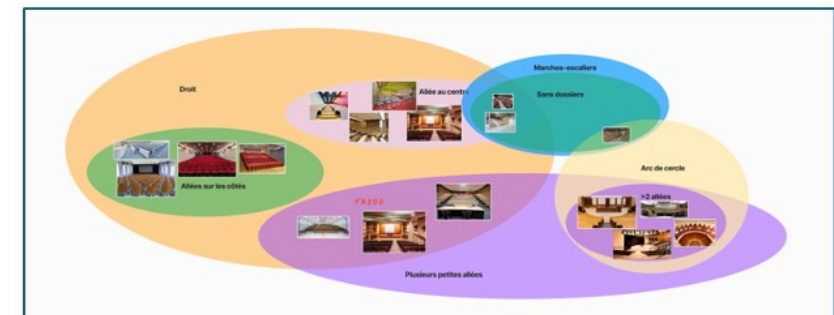 Marches-escaliers
Droit
Allée au centre
Sans dossiers
Arc de cercle
Allées sur les côtés
>2 allées
FA100
Plusieurs petites allées